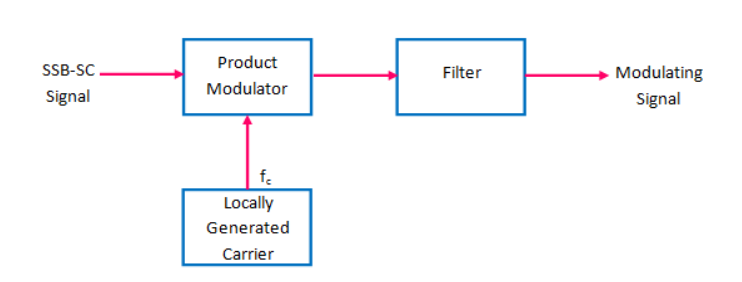 SSB-SC
Signal
Product
Modulator
Filter
Modulating
Signal
fc
Locally
Generated
Carrier